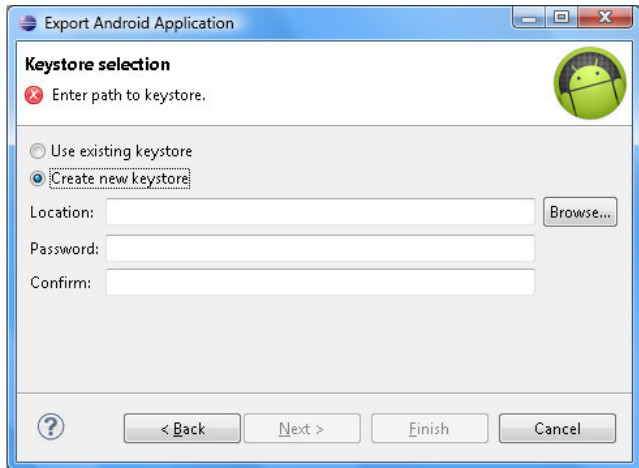 Export Android Application
Keystore selection
Enter path to keystore.
Use existing keystore
Create new keystore
Location:
Browse...
Password:
Confirm:
? < Back Next > Finish Cancel